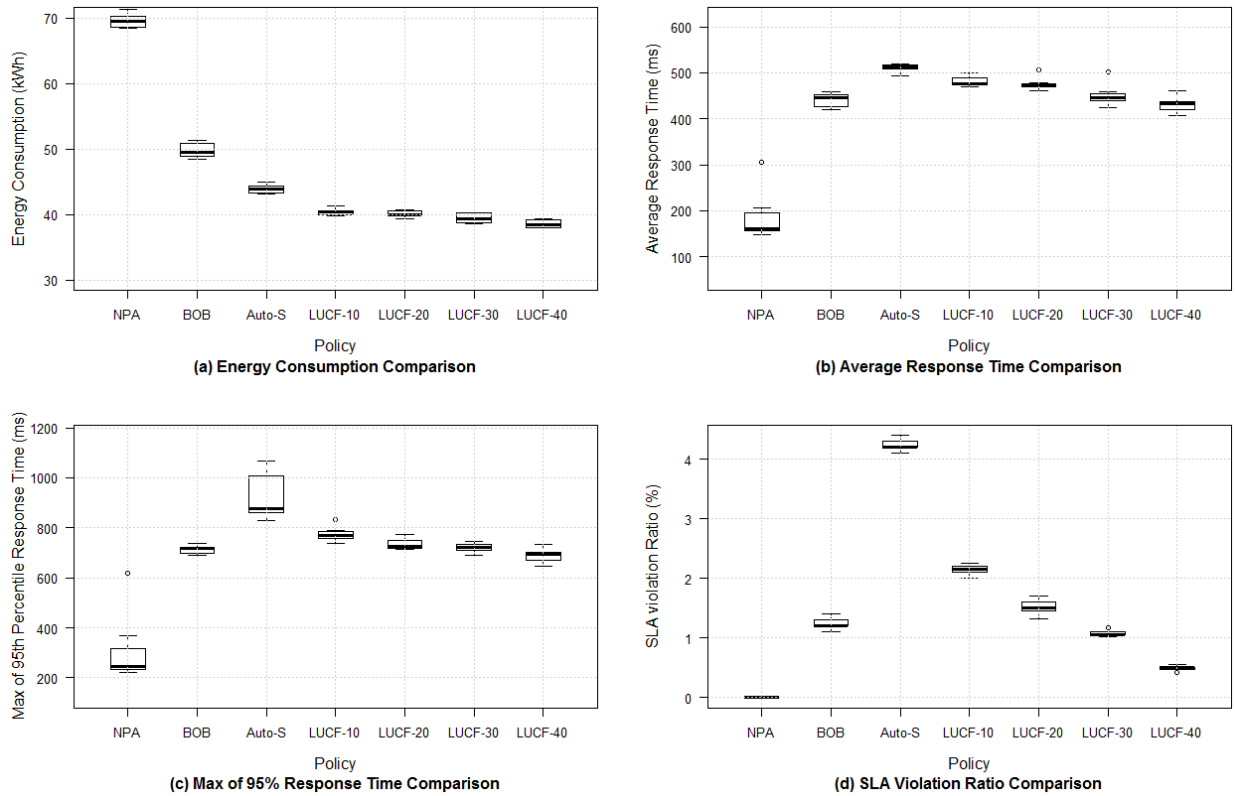 Energy Consumption (kWh)
70
60
50
40
30
NPA BOB Auto-S LUCF-10 LUCF-20 LUCF-30 LUCF-40
Policy
(a) Energy Consumption Comparison
Average Response Time (ms)
600
500
400
300
200
100
NPA BOB Auto-S LUCF-10 LUCF-20 LUCF-30 LUCF-40
Policy
(b) Average Response Time Comparison
Max of 95th Percentile Response Time (ms)
1200
1000
800
600
400
200
NPA BOB Auto-S LUCF-10 LUCF-20 LUCF-30 LUCF-40
Policy
(c) Max of 95% Response Time Comparison
SLA violation Ratio (%)
4
3
2
1
0
NPA BOB Auto-S LUCF-10 LUCF-20 LUCF-30 LUCF-40
Policy
(d) SLA Violation Ratio Comparison